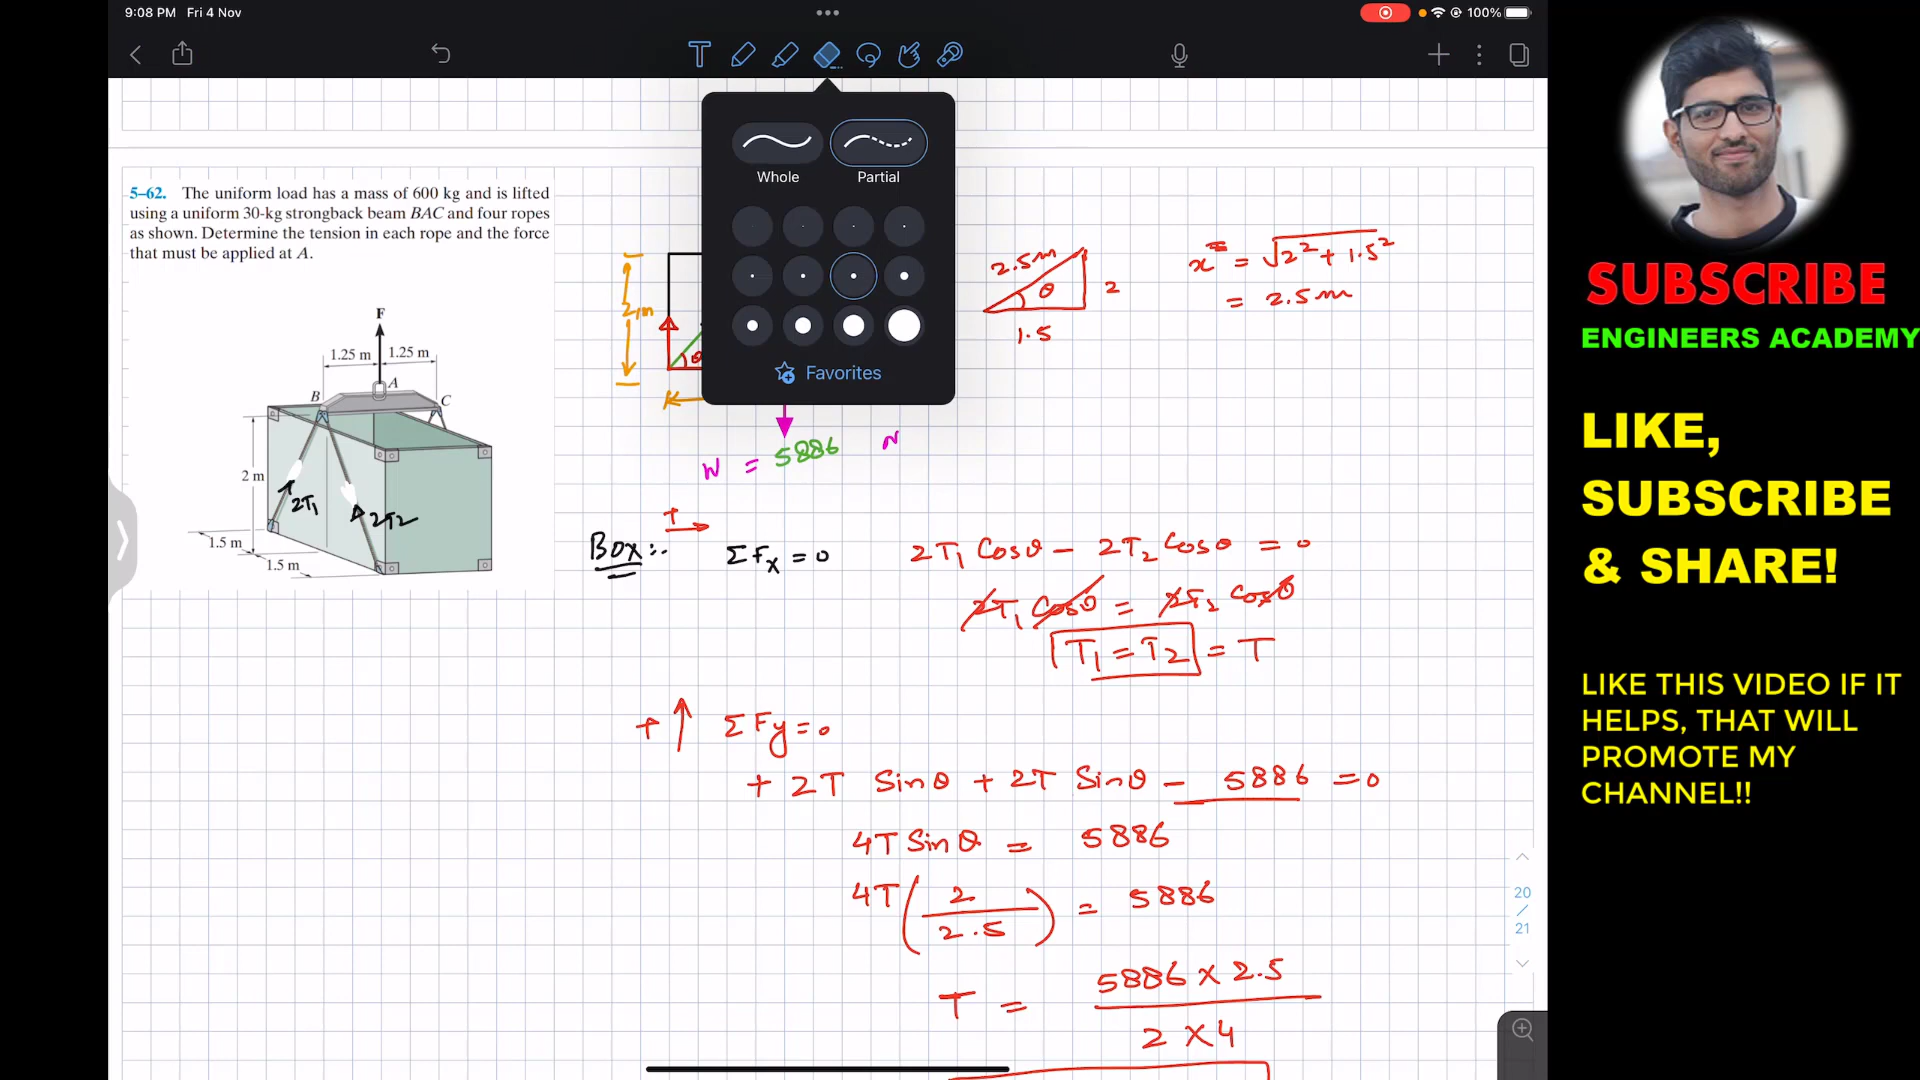 9:08 PM Fri 4 Nov
100%
T
Whole
Partial
Favorites
5–62. The uniform load has a mass of 600 kg and is lifted
using a uniform 30-kg strongback beam BAC and four ropes
as shown. Determine the tension in each rope and the force
that must be applied at A.
F
1.25 m
1.25 m
A
B
C
2 m
2T1
2T2
1.5 m
1.5 m
2m
θ
W = 5886 N
2.5m
θ
2
1.5
x = √2² + 1.5²
= 2.5m
Box:-
+
ΣFx = 0
2T1 Cosθ - 2T2 Cosθ = 0
2T1 Cosθ = 2T2 Cosθ
T1 = T2 = T
+ ↑ ΣFy = 0
+ 2T Sinθ + 2T Sinθ - 5886 = 0
4T Sinθ = 5886
4T (2/2.5) = 5886
T = 5886 x 2.5
2 x 4
20
/
21
SUBSCRIBE
ENGINEERS ACADEMY
LIKE,
SUBSCRIBE
& SHARE!
LIKE THIS VIDEO IF IT
HELPS, THAT WILL
PROMOTE MY
CHANNEL!!